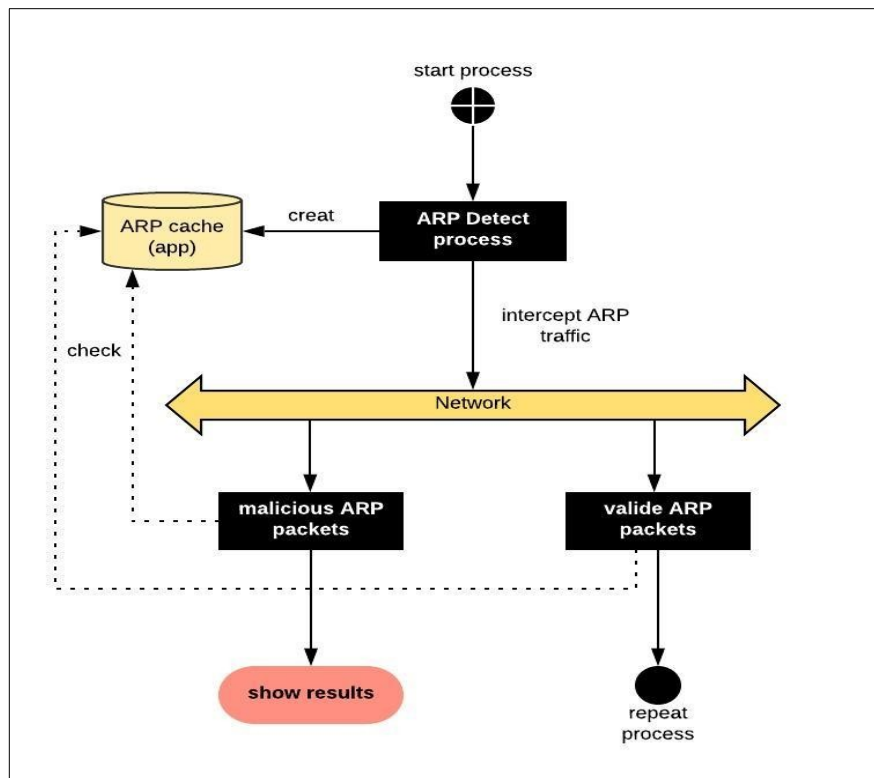 start process
ARP Detect
process
creat
ARP cache
(app)
intercept ARP
traffic
check
Network
malicious ARP
packets
valide ARP
packets
show results
repeat
process